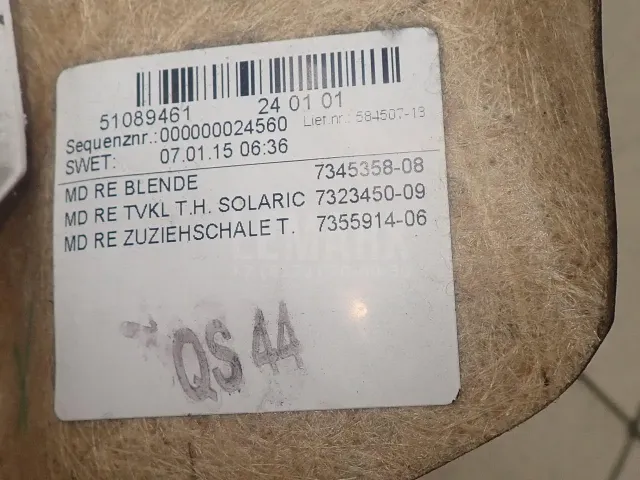 51089461 24 01 01
Sequenznr.:000000024560 Lief.nr.: 584507-13
SWET: 07.01.15 06:36
MD RE BLENDE 7345358-08
MD RE TVKL T.H. SOLARIC 7323450-09
MD RE ZUZIEHSCHALE T. 7355914-06
QS 44